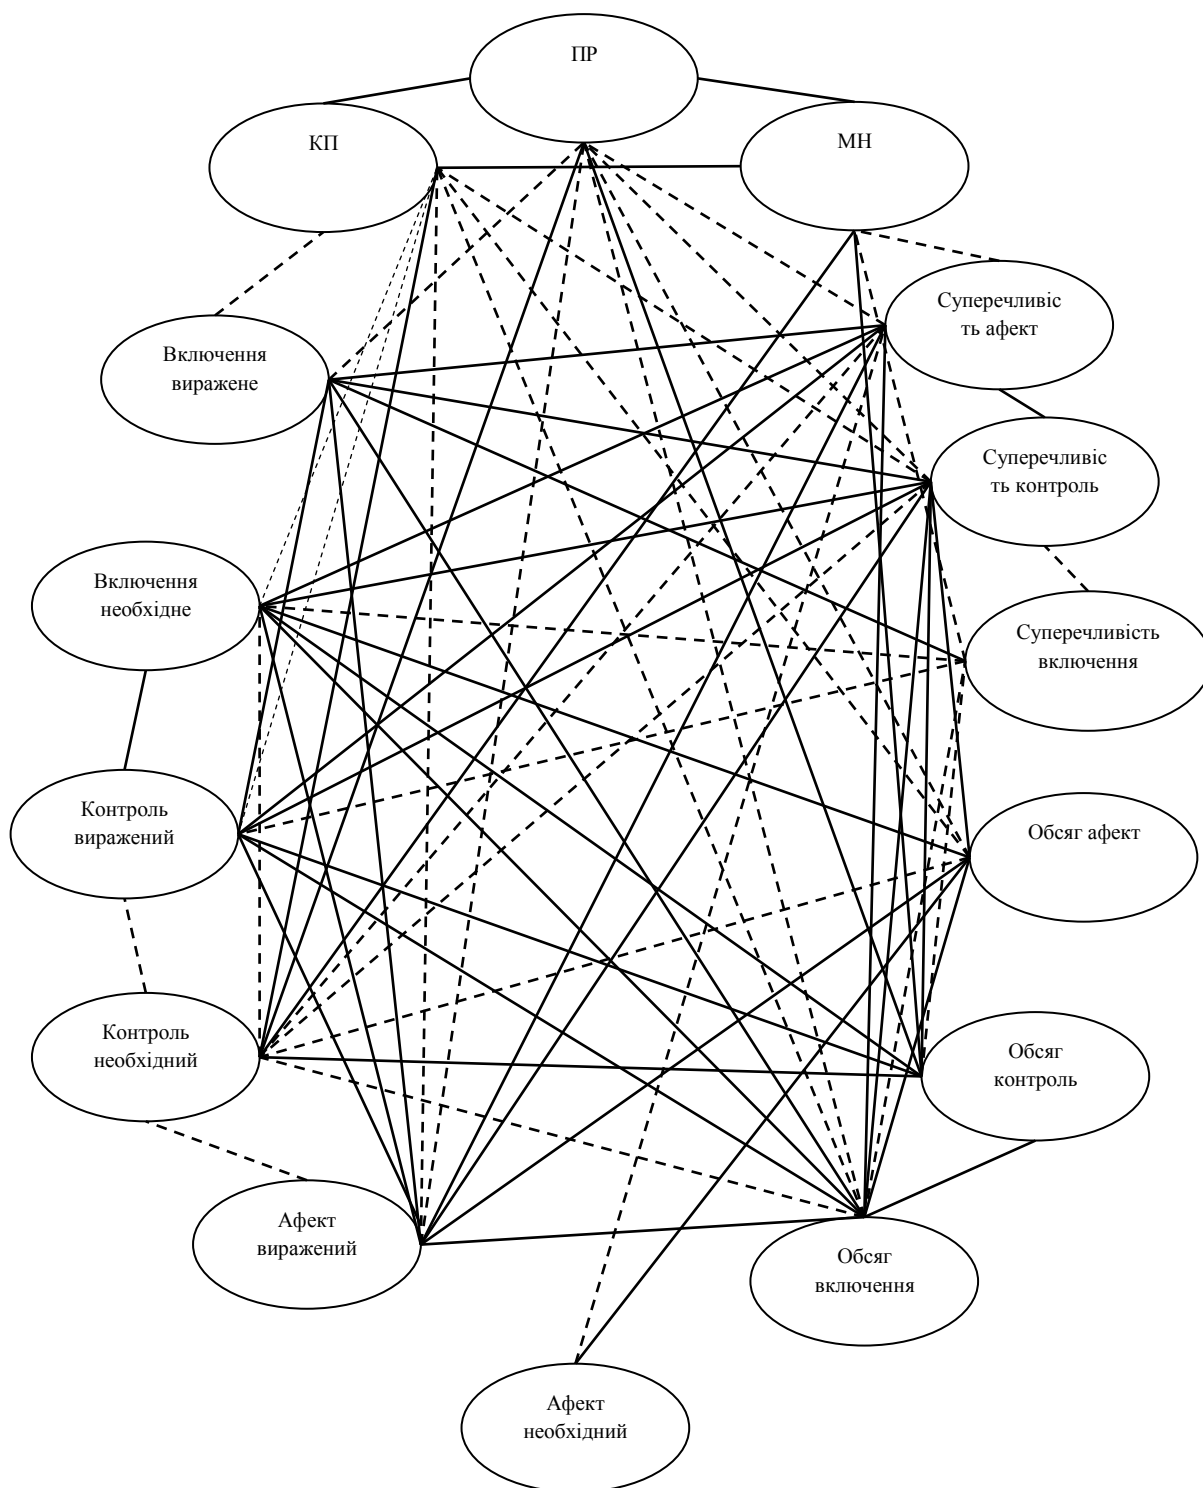 ПР
КП
МН
Суперечливіс
ть афект
Включення
виражене
Суперечливіс
ть контроль
Включення
необхідне
Суперечливість
включення
Контроль
виражений
Обсяг афект
Контроль
необхідний
Обсяг
контроль
Афект
виражений
Обсяг
включення
Афект
необхідний